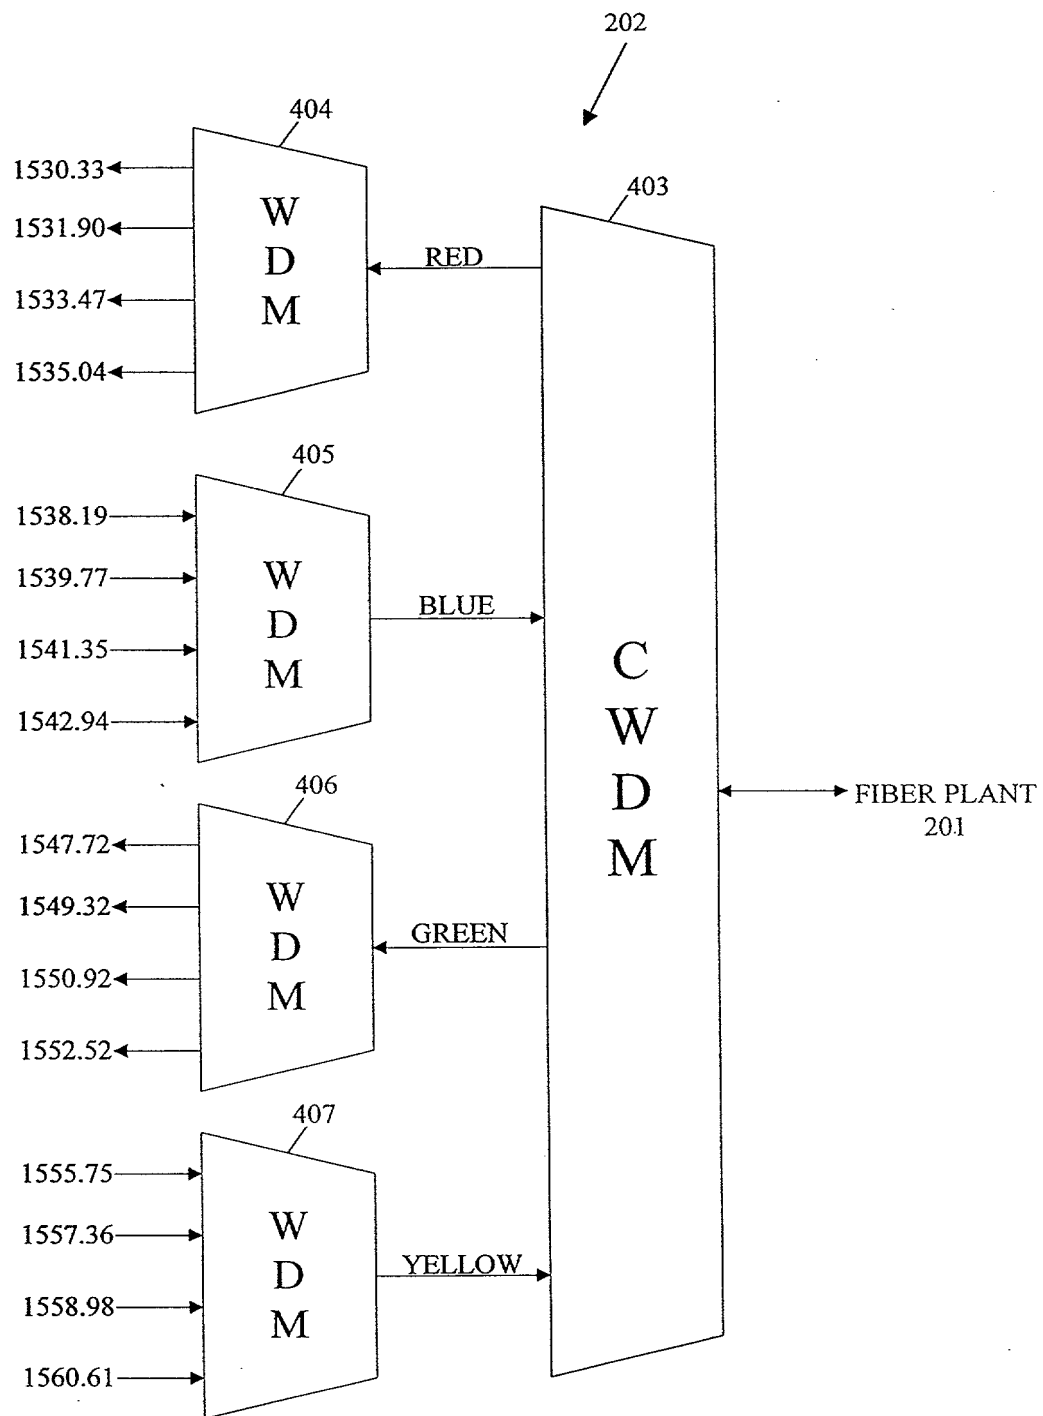 202
404
1530.33
1531.90
1533.47
1535.04
W
D
M
RED
403
405
1538.19
1539.77
1541.35
1542.94
W
D
M
BLUE
C
W
D
M
FIBER PLANT
201
406
1547.72
1549.32
1550.92
1552.52
W
D
M
GREEN
407
1555.75
1557.36
1558.98
1560.61
W
D
M
YELLOW